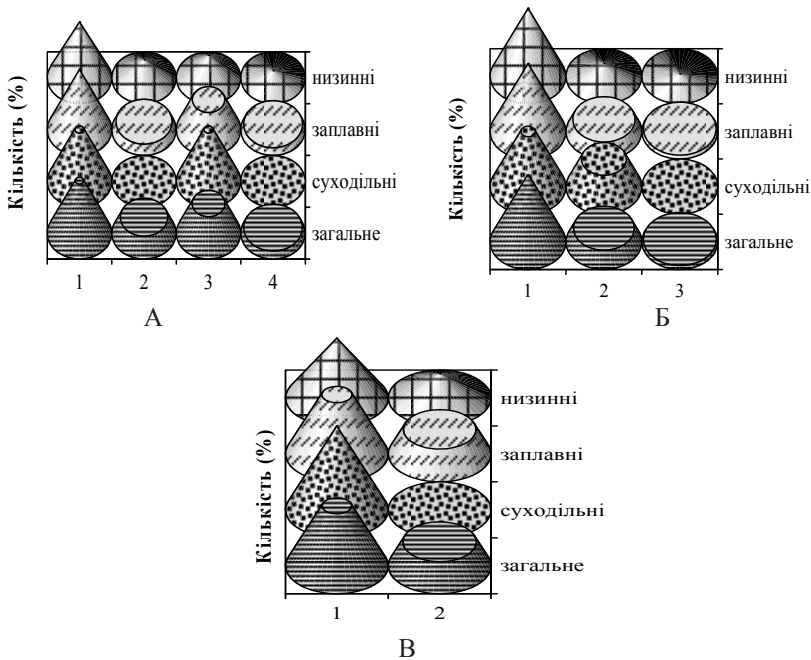 Кількість (%)
низинні
заплавні
суходільні
загальне
1 2 3 4
А
Кількість (%)
низинні
заплавні
суходільні
загальне
1 2 3
Б
Кількість (%)
низинні
заплавні
суходільні
загальне
1 2
В